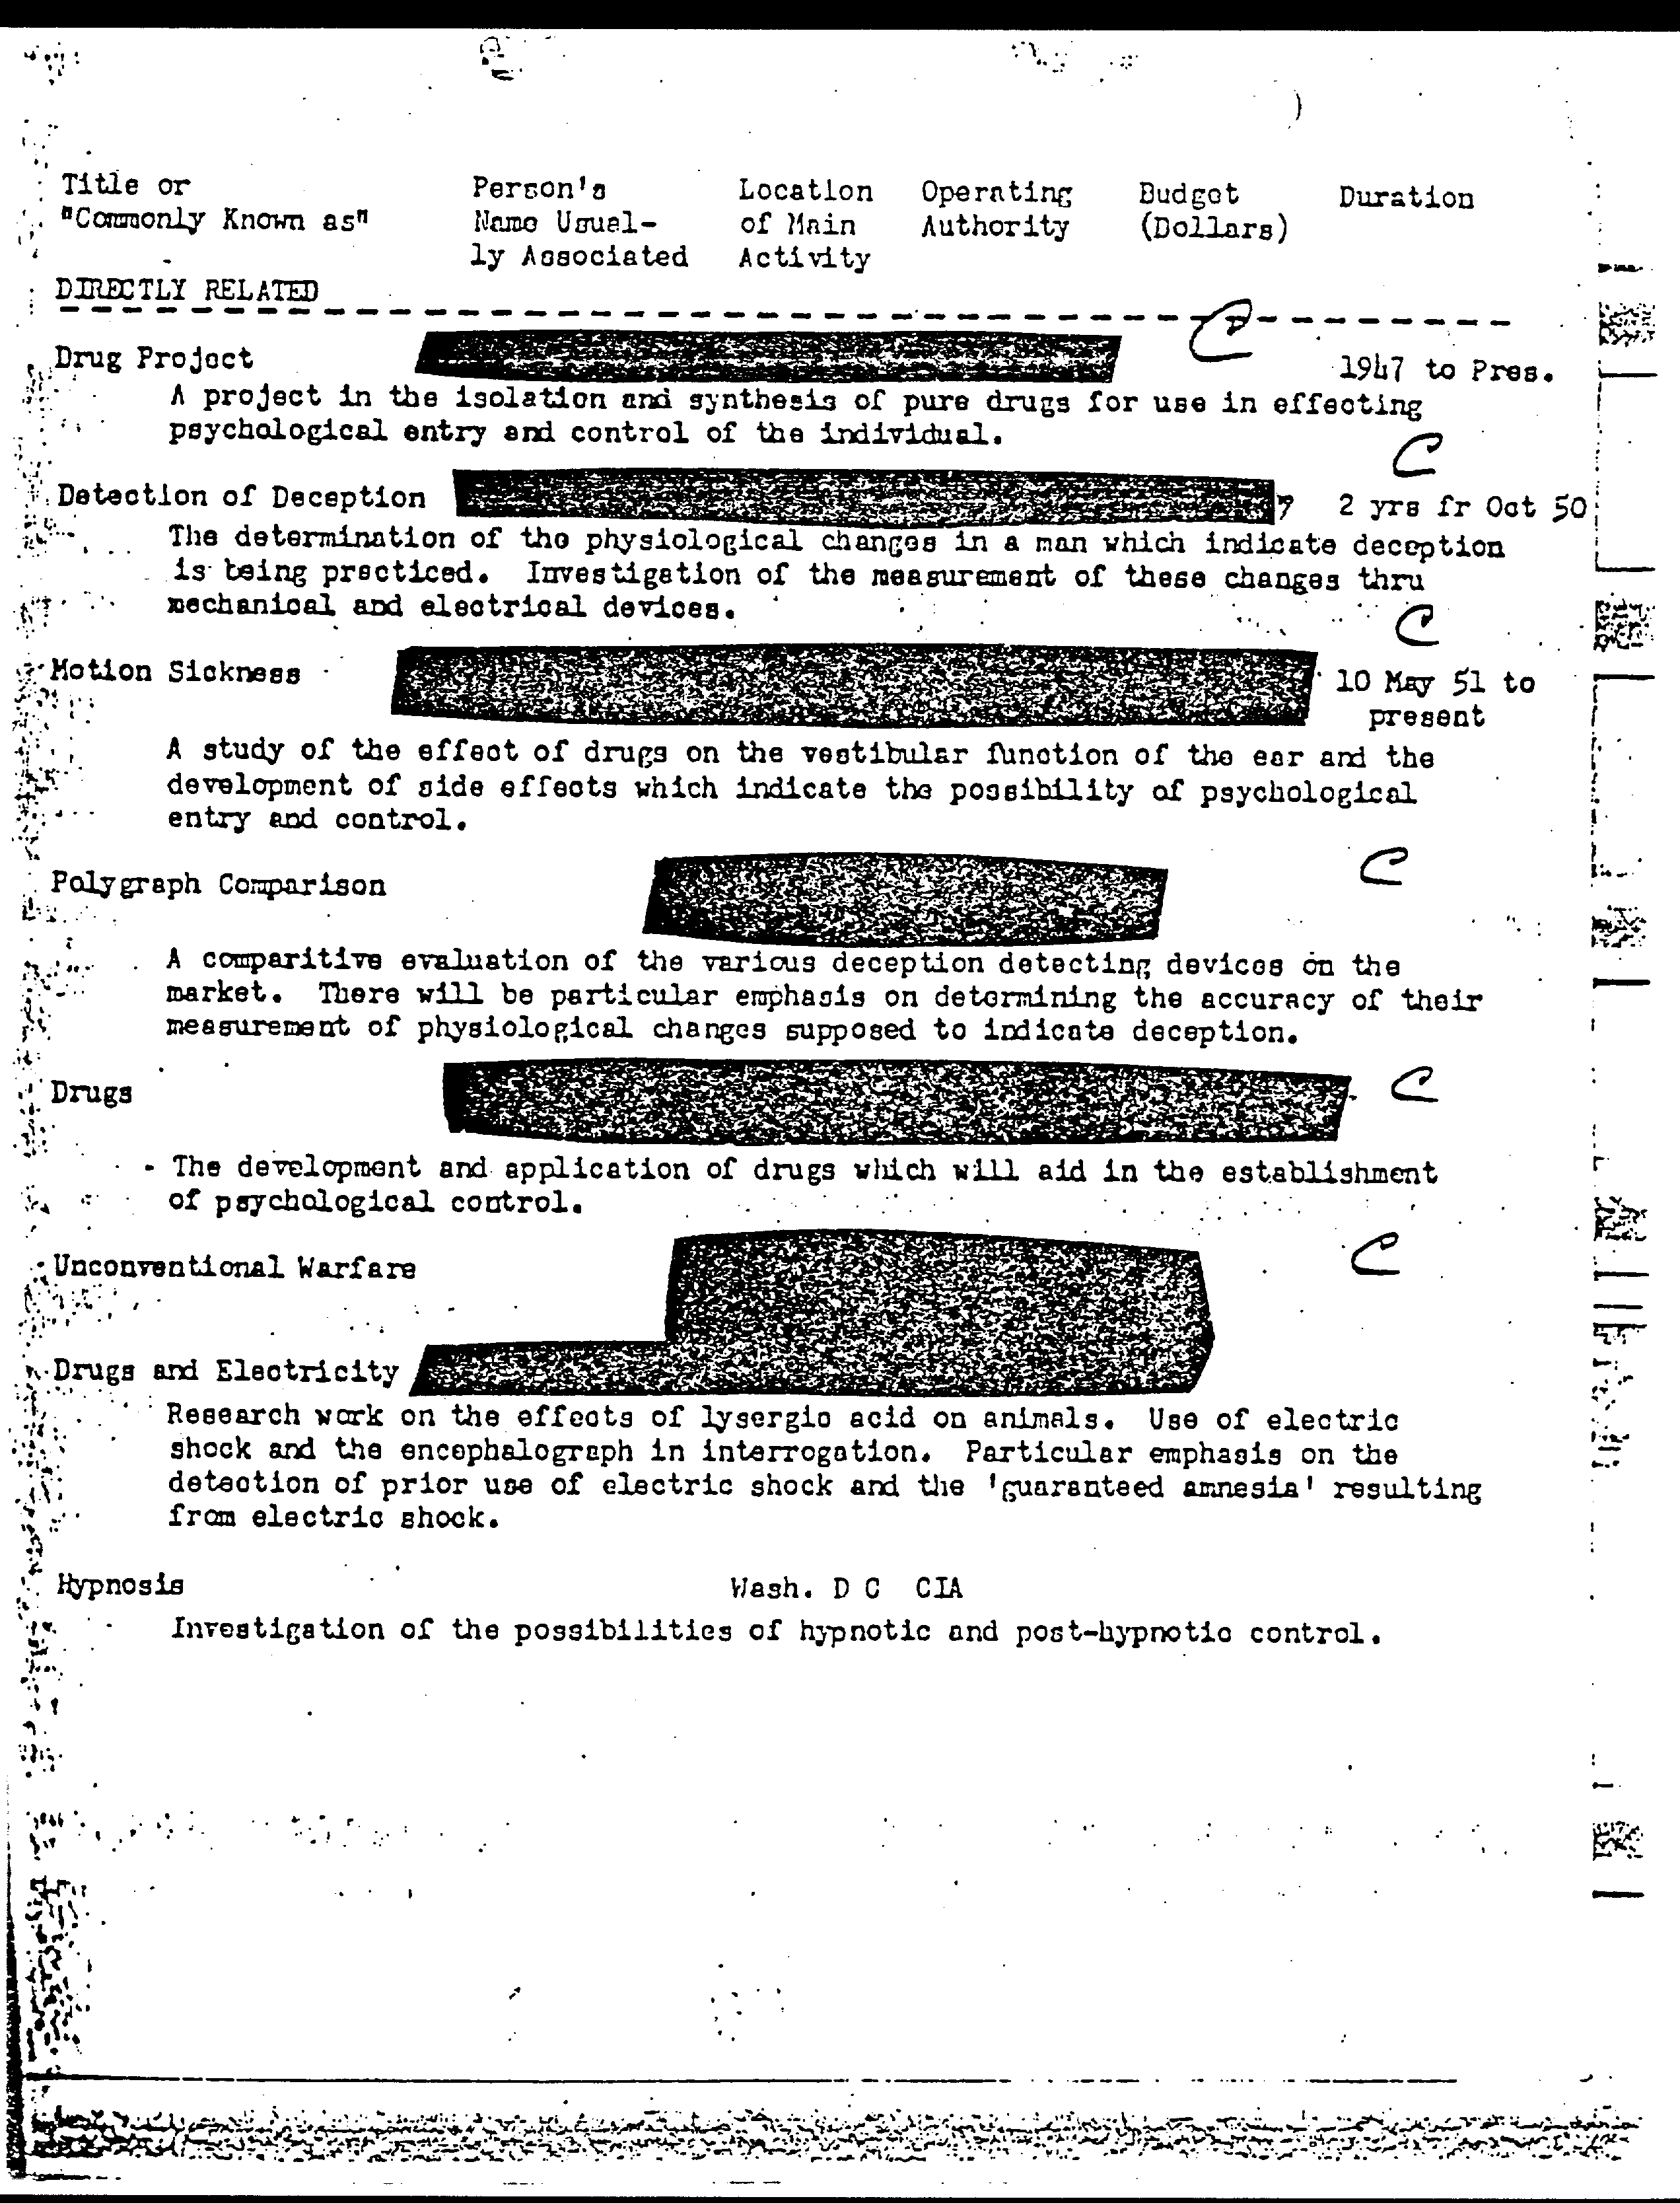 Title or Person's Location Operating Budget Duration
"Commonly Known as" Name Usual- of Main Authority (Dollars)
ly Associated Activity
DIRECTLY RELATED
C
Drug Project 1947 to Pres.
A project in the isolation and synthesis of pure drugs for use in effecting
psychological entry and control of the individual.
C
Detection of Deception 2 yrs fr Oct 50
The determination of the physiological changes in a man which indicate deception
is being practiced. Investigation of the measurement of these changes thru
mechanical and electrical devices.
C
Motion Sickness 10 May 51 to
present
A study of the effect of drugs on the vestibular function of the ear and the
development of side effects which indicate the possibility of psychological
entry and control.
C
Polygraph Comparison
A comparitive evaluation of the various deception detecting devices on the
market. There will be particular emphasis on determining the accuracy of their
measurement of physiological changes supposed to indicate deception.
Drugs C
- The development and application of drugs which will aid in the establishment
of psychological control.
Unconventional Warfare C
Drugs and Electricity
Research work on the effects of lysergic acid on animals. Use of electric
shock and the encephalograph in interrogation. Particular emphasis on the
detection of prior use of electric shock and the 'guaranteed amnesia' resulting
from electric shock.
Hypnosis Wash. D C CIA
Investigation of the possibilities of hypnotic and post-hypnotic control.